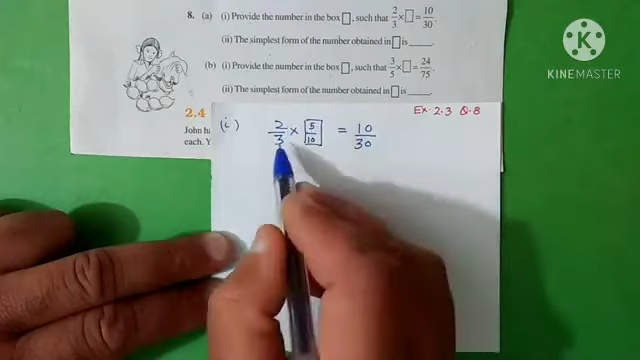 8. (a) (i) Provide the number in the box □, such that 2/3 × □ = 10/30.
(ii) The simplest form of the number obtained in □ is ____.
(b) (i) Provide the number in the box □, such that 3/5 × □ = 24/75.
(ii) The simplest form of the number obtained in □ is ____.
2.4
John ha
each. Y
Ex-2.3 Q.8
(i) 2/3 × 5/10 = 10/30
KINEMASTER